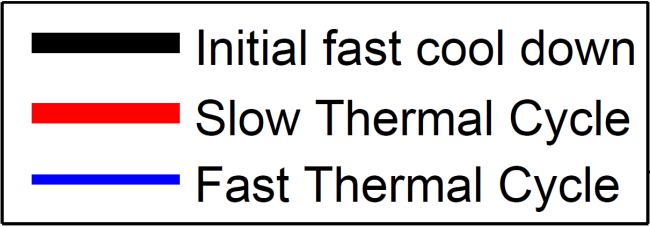 Initial fast cool down
Slow Thermal Cycle
Fast Thermal Cycle